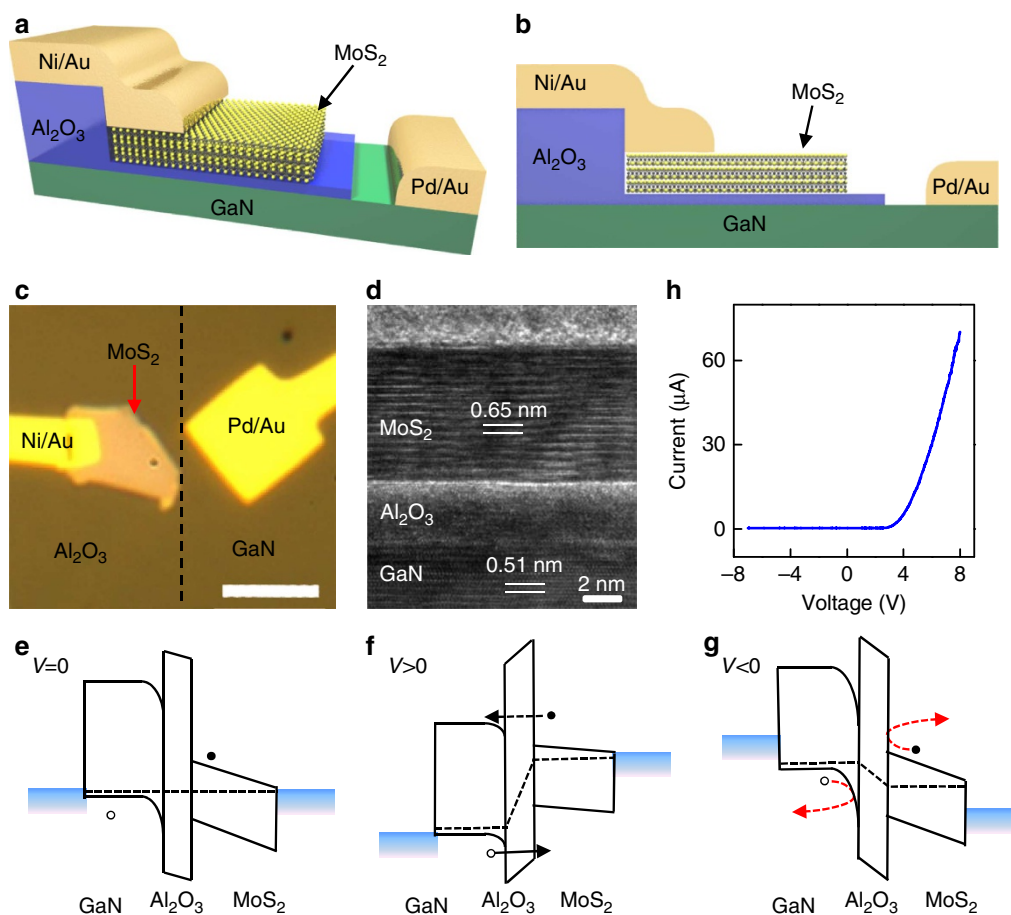 a
Ni/Au
MoS₂
Al₂O₃
Pd/Au
GaN
b
Ni/Au
MoS₂
Al₂O₃
Pd/Au
GaN
c
MoS₂
Ni/Au
Pd/Au
Al₂O₃
GaN
d
0.65 nm
MoS₂
Al₂O₃
0.51 nm
GaN
2 nm
h
Current (μA)
60
30
0
−8
−4
0
4
8
Voltage (V)
e
V=0
GaN Al₂O₃ MoS₂
f
V>0
GaN Al₂O₃ MoS₂
g
V<0
GaN Al₂O₃ MoS₂